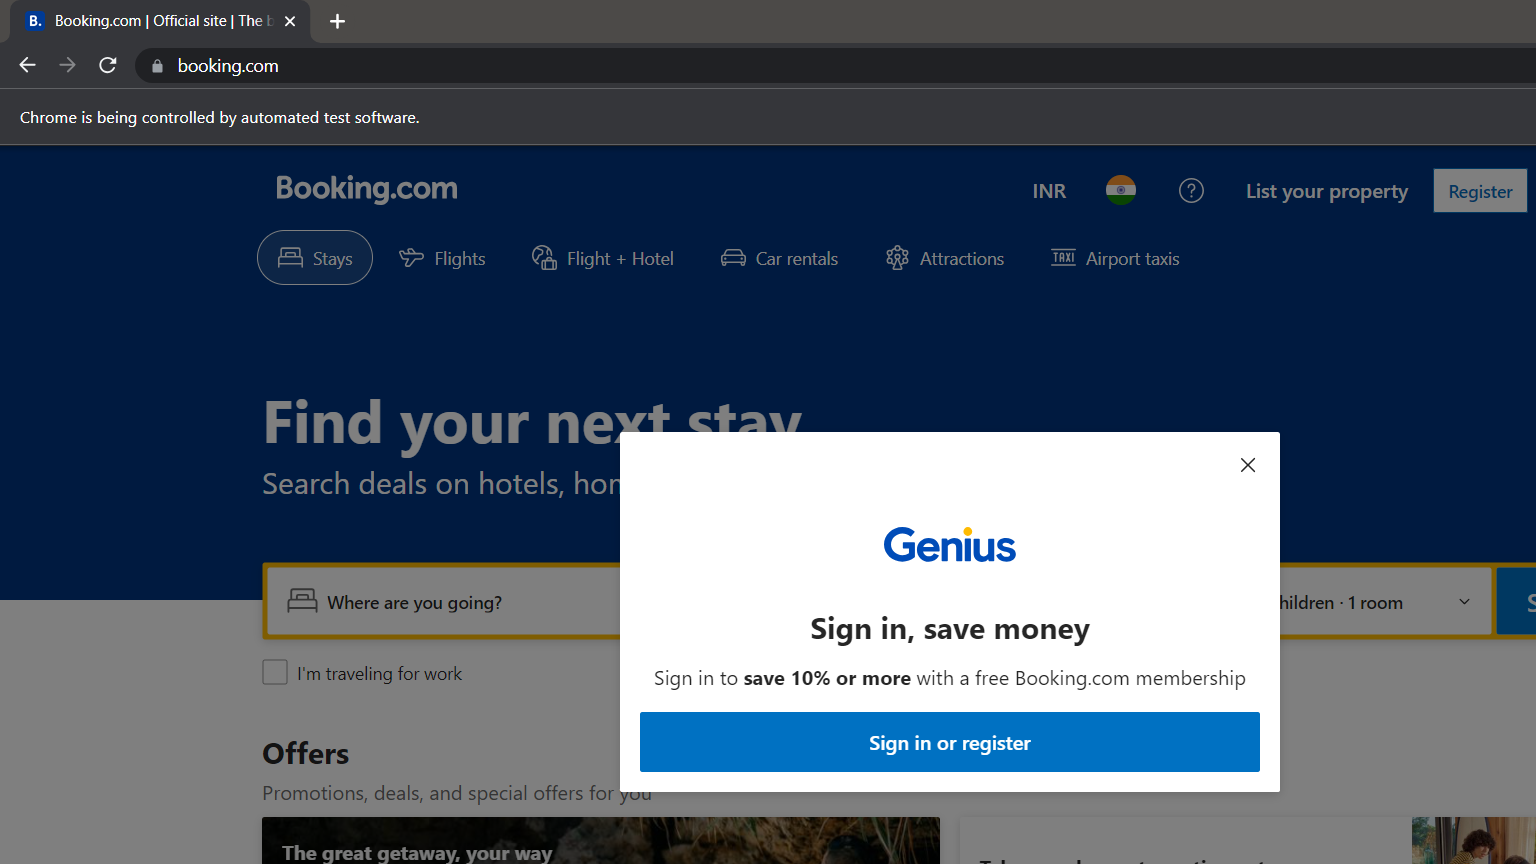 B. Booking.com | Official site | The b
booking.com
Chrome is being controlled by automated test software.
Booking.com
INR
List your property
Register
Stays
Flights
Flight + Hotel
Car rentals
TAXI Airport taxis
Attractions
Find your next stay
Search deals on hotels, hom
Genius
Sign in, save money
Sign in to save 10% or more with a free Booking.com membership
Sign in or register
Where are you going?
hildren · 1 room
S
I'm traveling for work
Offers
Promotions, deals, and special offers for you
The great getaway, your way